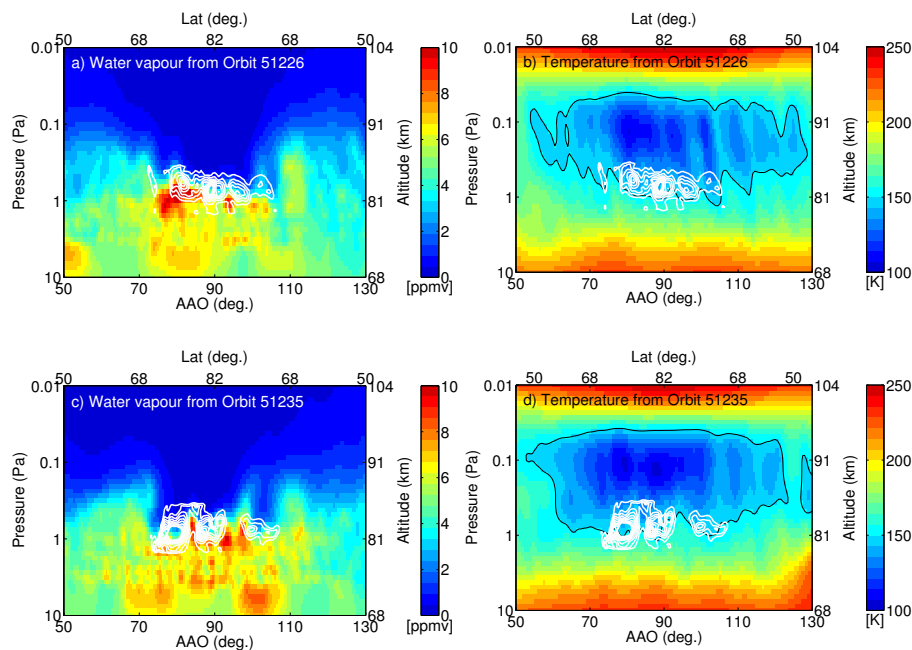 Lat (deg.)
50 68 82 68 50
a) Water vapour from Orbit 51226
Pressure (Pa)
0.01
0.1
1
10
104
91
81
68
Altitude (km)
10
8
6
4
2
0
[ppmv]
50 70 90 110 130
AAO (deg.)
Lat (deg.)
50 68 82 68 50
b) Temperature from Orbit 51226
Pressure (Pa)
0.01
0.1
1
10
104
91
81
68
Altitude (km)
250
200
150
100
[K]
50 70 90 110 130
AAO (deg.)
Lat (deg.)
50 68 82 68 50
c) Water vapour from Orbit 51235
Pressure (Pa)
0.01
0.1
1
10
104
91
81
68
Altitude (km)
10
8
6
4
2
0
[ppmv]
50 70 90 110 130
AAO (deg.)
Lat (deg.)
50 68 82 68 50
d) Temperature from Orbit 51235
Pressure (Pa)
0.01
0.1
1
10
104
91
81
68
Altitude (km)
250
200
150
100
[K]
50 70 90 110 130
AAO (deg.)